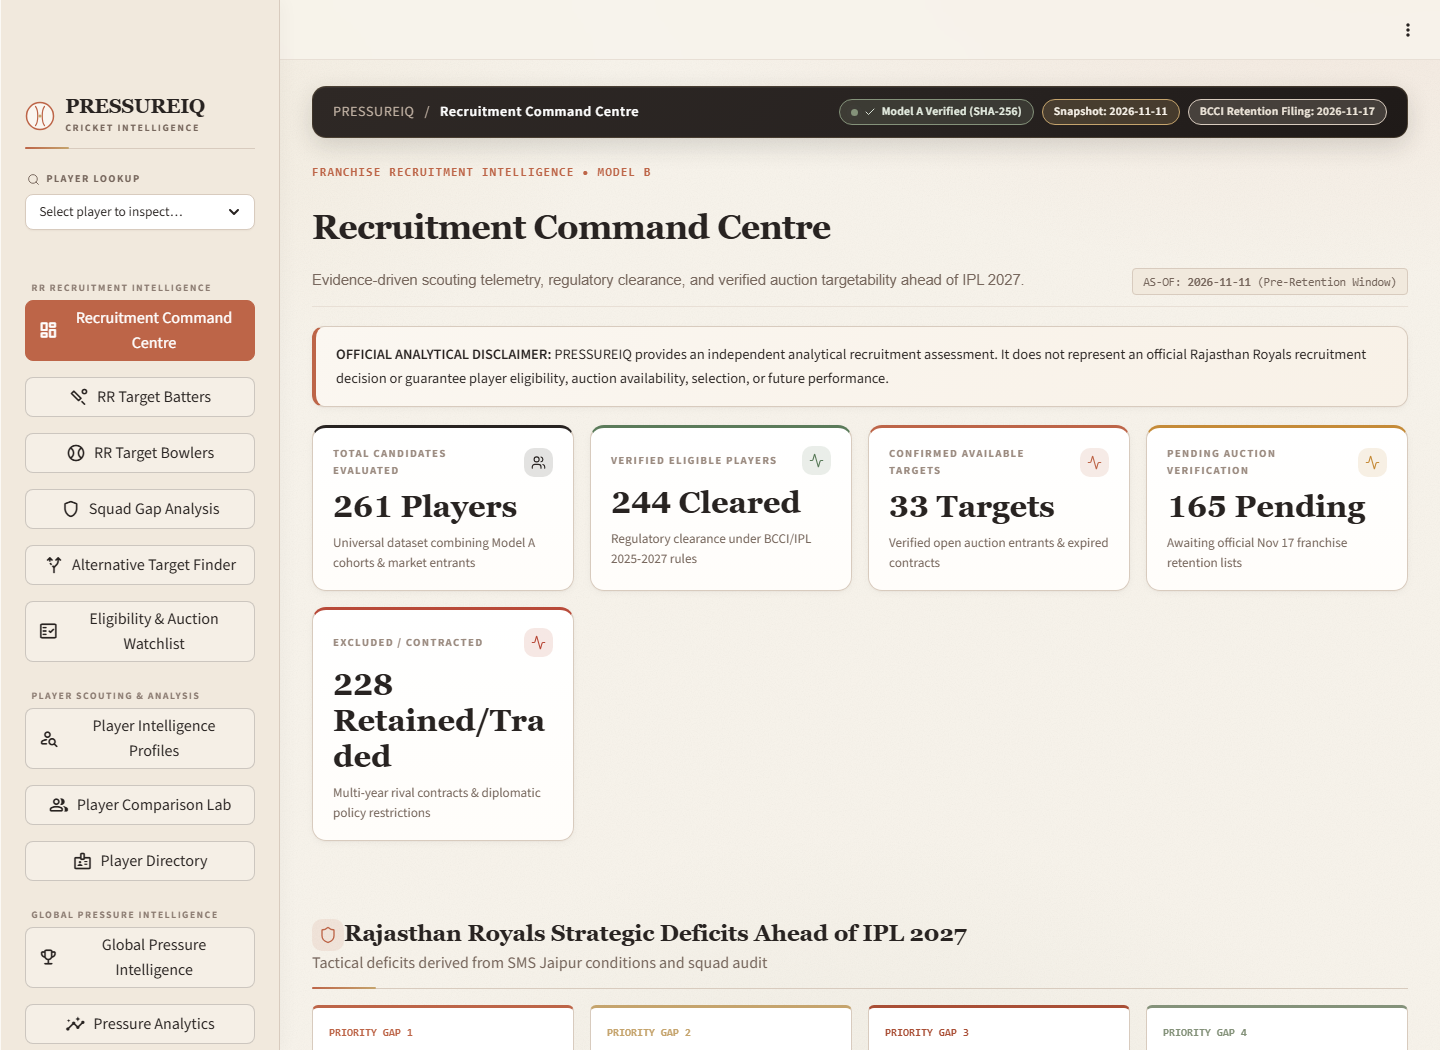 PRESSUREIQ
CRICKET INTELLIGENCE
PLAYER LOOKUP
Select player to inspect...
RR RECRUITMENT INTELLIGENCE
Recruitment Command
Centre
RR Target Batters
RR Target Bowlers
Squad Gap Analysis
Alternative Target Finder
Eligibility & Auction
Watchlist
PLAYER SCOUTING & ANALYSIS
Player Intelligence
Profiles
Player Comparison Lab
Player Directory
GLOBAL PRESSURE INTELLIGENCE
Global Pressure
Intelligence
Pressure Analytics
PRESSUREIQ / Recruitment Command Centre
Model A Verified (SHA-256)
Snapshot: 2026-11-11
BCCI Retention Filing: 2026-11-17
FRANCHISE RECRUITMENT INTELLIGENCE • MODEL B
Recruitment Command Centre
Evidence-driven scouting telemetry, regulatory clearance, and verified auction targetability ahead of IPL 2027.
AS-OF: 2026-11-11 (Pre-Retention Window)
OFFICIAL ANALYTICAL DISCLAIMER: PRESSUREIQ provides an independent analytical recruitment assessment. It does not represent an official Rajasthan Royals recruitment
decision or guarantee player eligibility, auction availability, selection, or future performance.
TOTAL CANDIDATES
EVALUATED
261 Players
Universal dataset combining Model A
cohorts & market entrants
VERIFIED ELIGIBLE PLAYERS
244 Cleared
Regulatory clearance under BCCI/IPL
2025-2027 rules
CONFIRMED AVAILABLE
TARGETS
33 Targets
Verified open auction entrants & expired
contracts
PENDING AUCTION
VERIFICATION
165 Pending
Awaiting official Nov 17 franchise
retention lists
EXCLUDED / CONTRACTED
228
Retained/Tra
ded
Multi-year rival contracts & diplomatic
policy restrictions
Rajasthan Royals Strategic Deficits Ahead of IPL 2027
Tactical deficits derived from SMS Jaipur conditions and squad audit
PRIORITY GAP 1
PRIORITY GAP 2
PRIORITY GAP 3
PRIORITY GAP 4